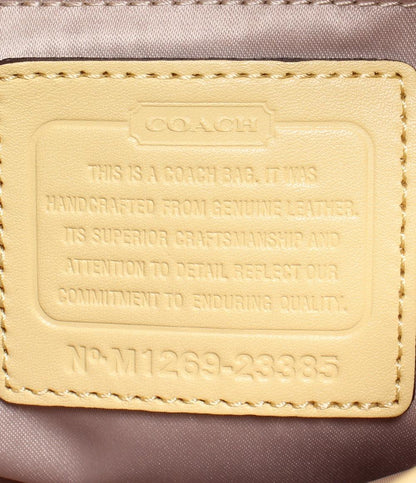 COACH
THIS IS A COACH BAG. IT WAS
HANDCRAFTED FROM GENUINE LEATHER.
ITS SUPERIOR CRAFTSMANSHIP AND
ATTENTION TO DETAIL REFLECT OUR
COMMITMENT TO ENDURING QUALITY.
Nº M1269-23385